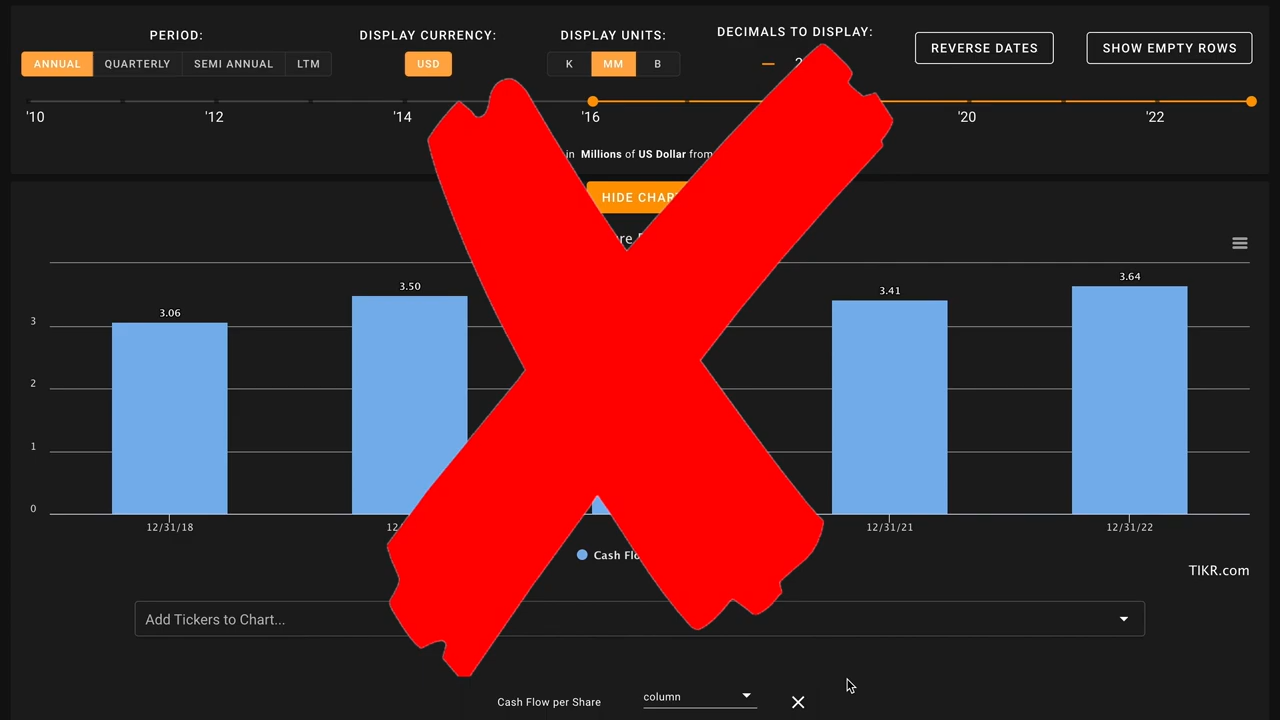 PERIOD: DISPLAY CURRENCY: DISPLAY UNITS: DECIMALS TO DISPLAY:
ANNUAL QUARTERLY SEMI ANNUAL LTM USD K MM B REVERSE DATES SHOW EMPTY ROWS
'10 '12 '14 '16 '20 '22
in Millions of US Dollar from
HIDE
3.06 3.50 3.41 3.64
3
2
1
0
12/31/18 12/31/21 12/31/22
Cash
TIKR.com
Add Tickers to Chart...
Cash Flow per Share column